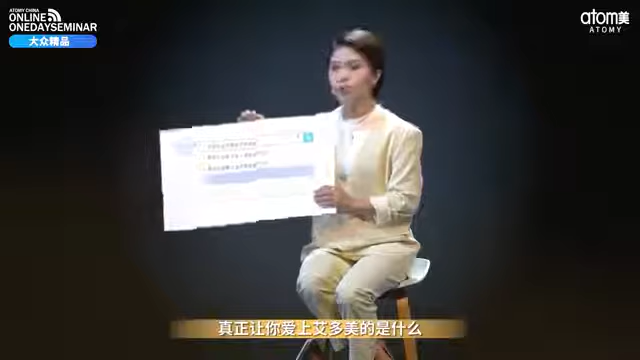 ATOMY CHINA
ONLINE
ONEDAYSEMINAR
大众精品
atom美
ATOMY
真正让你爱上艾多美的是什么